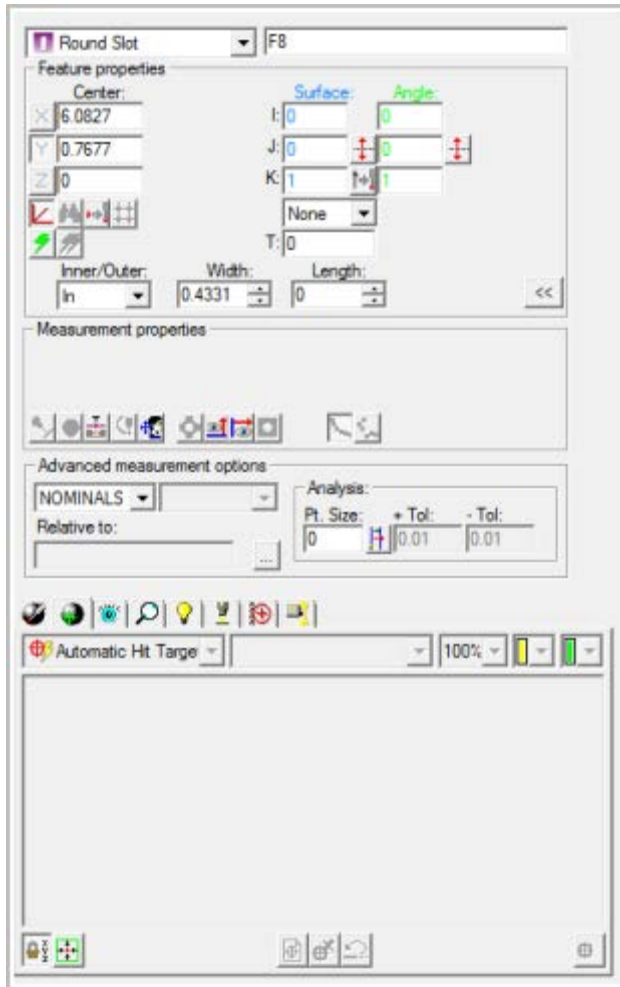 Round Slot F8
Feature properties
Center: Surface: Angle:
X 6.0827 I: 0 0
Y 0.7677 J: 0 0
Z 0 K: 1 1
None
T: 0
Inner/Outer: Width: Length:
In 0.4331 0 <<
Measurement properties
Advanced measurement options
NOMINALS Analysis:
Pt. Size: + Tol: - Tol:
Relative to: 0 0.01 0.01
...
Automatic Hit Targe 100%